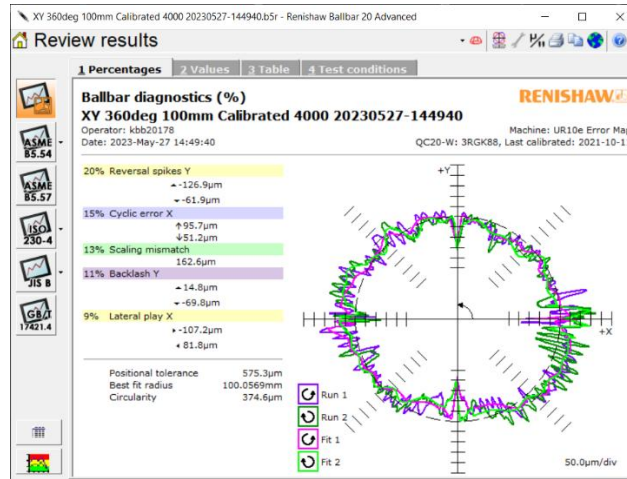 XY 360deg 100mm Calibrated 4000 20230527-144940.b5r - Renishaw Ballbar 20 Advanced
Review results
1 Percentages 2 Values 3 Table 4 Test conditions
Ballbar diagnostics (%)
RENISHAW
XY 360deg 100mm Calibrated 4000 20230527-144940
Operator: kbb20178
Machine: UR10e Error Map
Date: 2023-May-27 14:49:40
QC20-W: 3RGK88, Last calibrated: 2021-10-1
ASME
B5.54
ASME
B5.57
ISO
230-4
JIS B
GB/T
17421.4
20% Reversal spikes Y
-126.9µm
-61.9µm
15% Cyclic error X
↑95.7µm
↓51.2µm
13% Scaling mismatch
162.6µm
11% Backlash Y
-14.8µm
-69.8µm
9% Lateral play X
-107.2µm
81.8µm
Positional tolerance 575.3µm
Best fit radius 100.0569mm
Circularity 374.6µm
+Y
+X
Run 1
Run 2
Fit 1
Fit 2
50.0µm/div